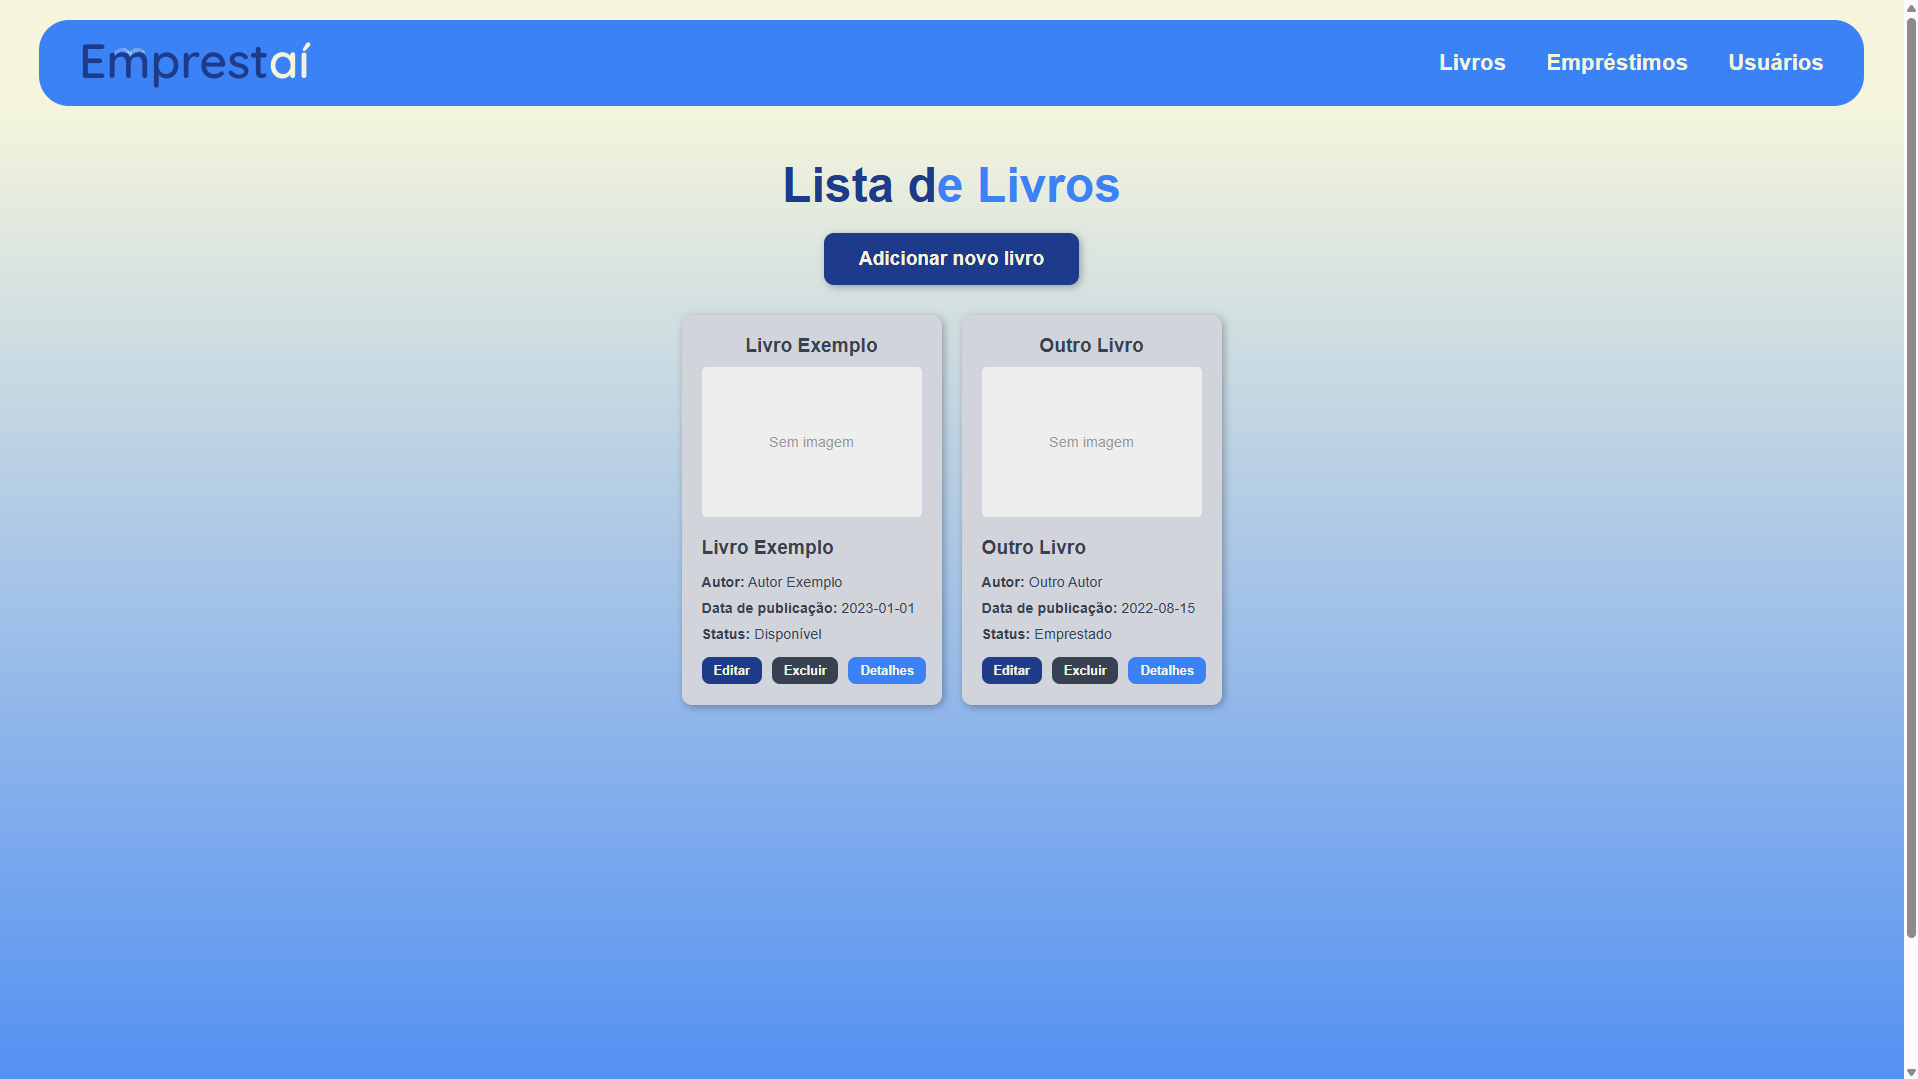 Emprestaí
Livros Empréstimos Usuários
Lista de Livros
Adicionar novo livro
Livro Exemplo
Sem imagem
Livro Exemplo
Autor: Autor Exemplo
Data de publicação: 2023-01-01
Status: Disponível
Editar Excluir Detalhes
Outro Livro
Sem imagem
Outro Livro
Autor: Outro Autor
Data de publicação: 2022-08-15
Status: Emprestado
Editar Excluir Detalhes